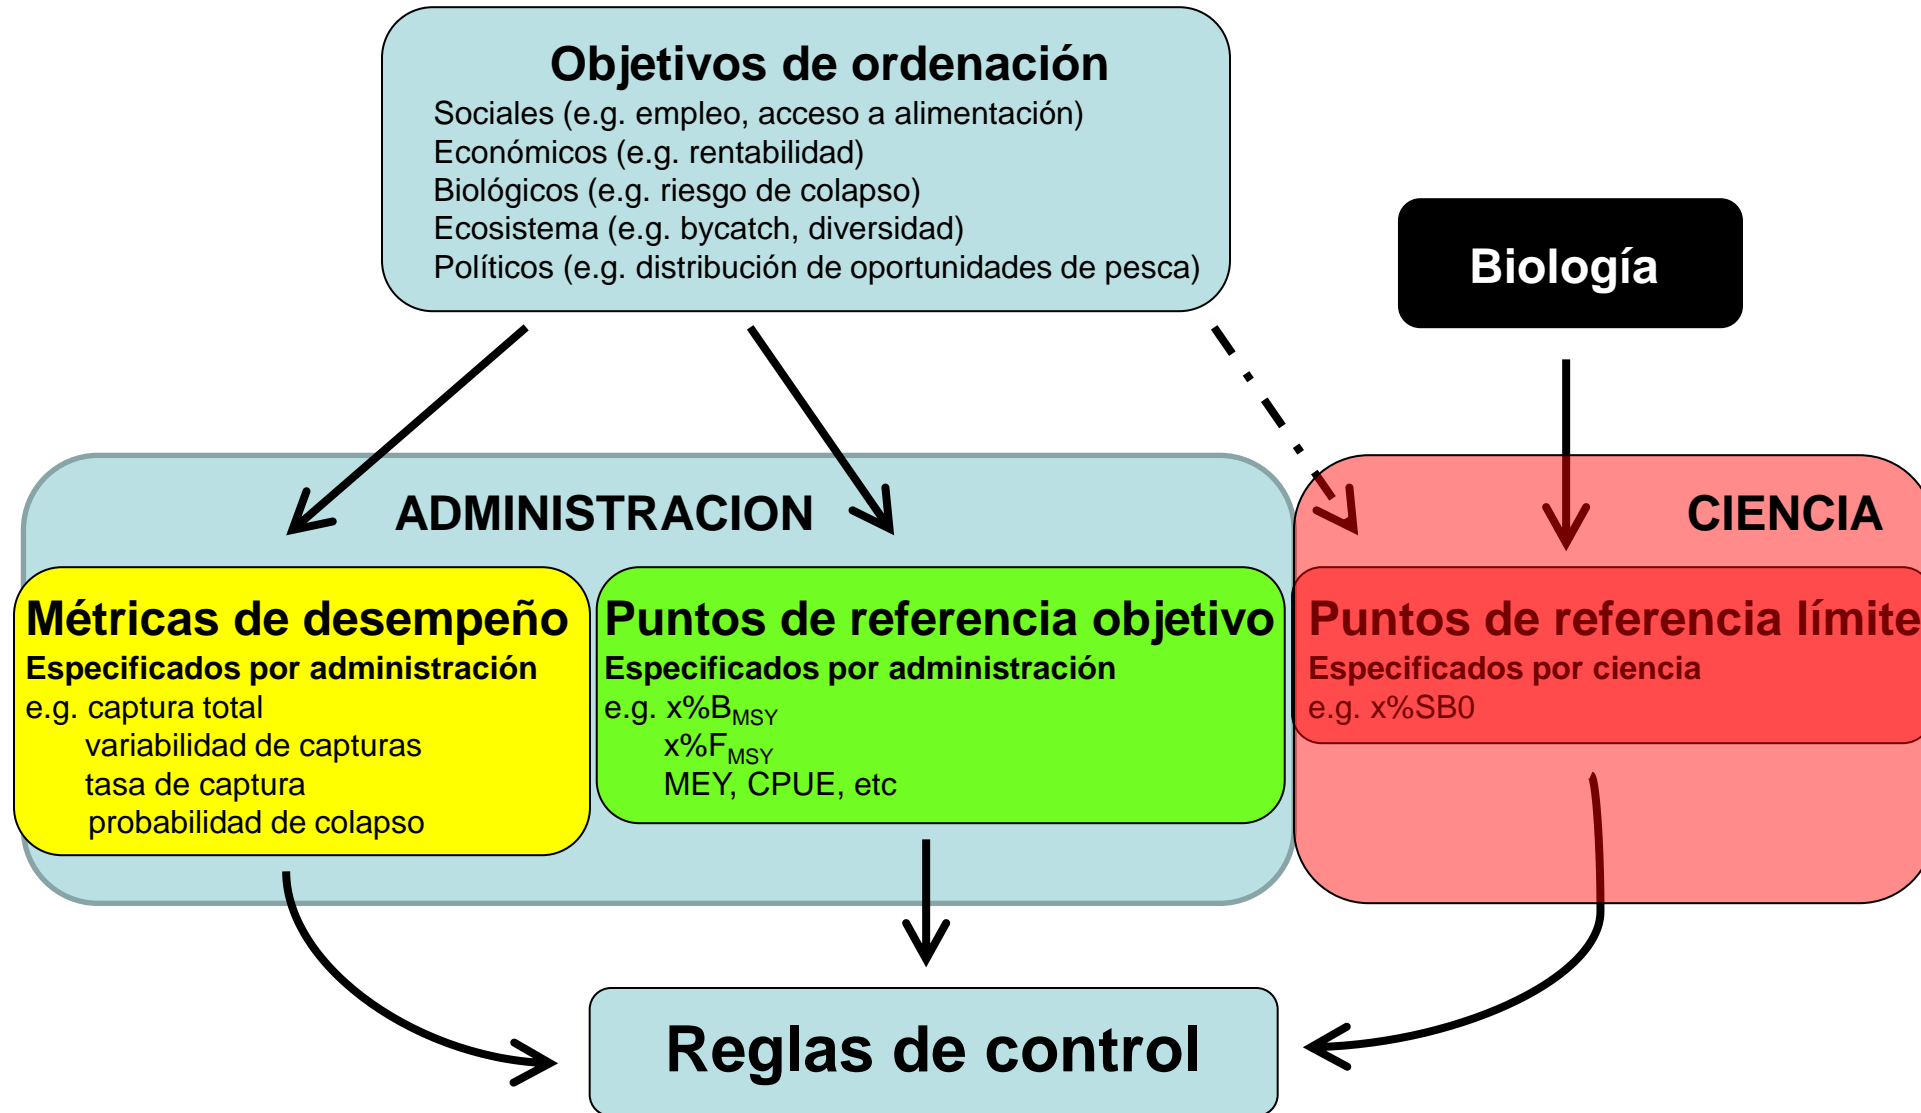 Objetivos de ordenación
Sociales (e.g. empleo, acceso a alimentación)
Económicos (e.g. rentabilidad)
Biológicos (e.g. riesgo de colapso)
Ecosistema (e.g. bycatch, diversidad)
Políticos (e.g. distribución de oportunidades de pesca)
Biología
ADMINISTRACION
CIENCIA
Métricas de desempeño
Especificados por administración
e.g. captura total
variabilidad de capturas
tasa de captura
probabilidad de colapso
Puntos de referencia objetivo
Especificados por administración
e.g. x%BMSY
x%FMSY
MEY, CPUE, etc
Puntos de referencia límite
Especificados por ciencia
e.g. x%SB0
Reglas de control